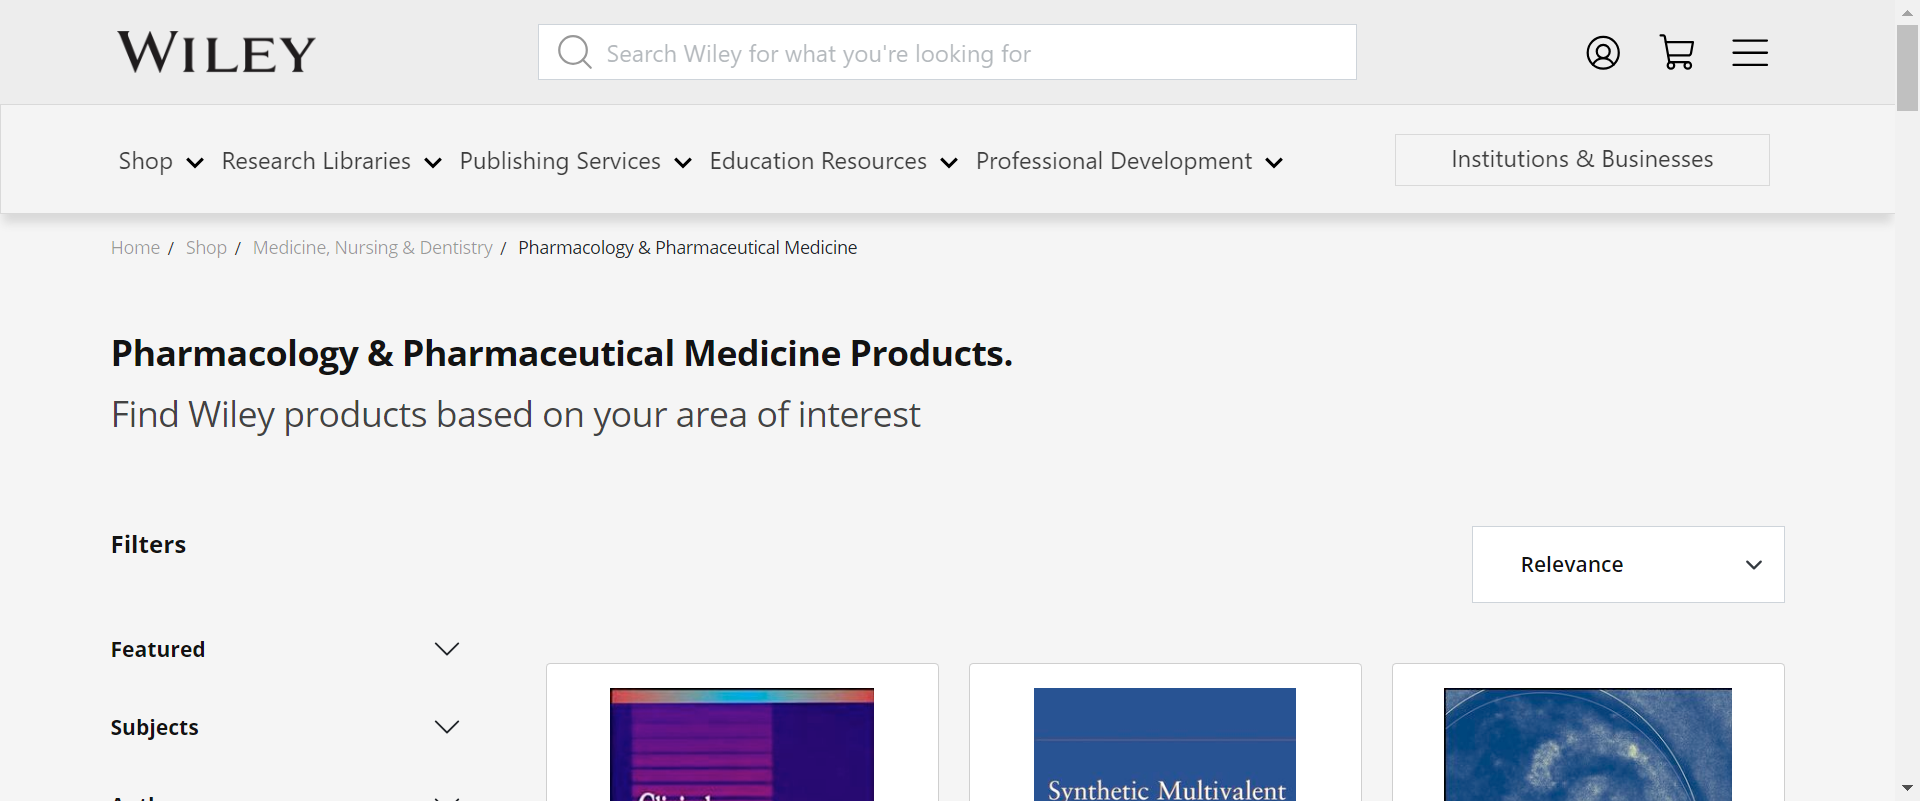 WILEY
Search Wiley for what you're looking for
Shop Research Libraries Publishing Services Education Resources Professional Development Institutions & Businesses
Home / Shop / Medicine, Nursing & Dentistry / Pharmacology & Pharmaceutical Medicine
Pharmacology & Pharmaceutical Medicine Products.
Find Wiley products based on your area of interest
Filters
Relevance
Featured
Subjects
Synthetic Multivalent